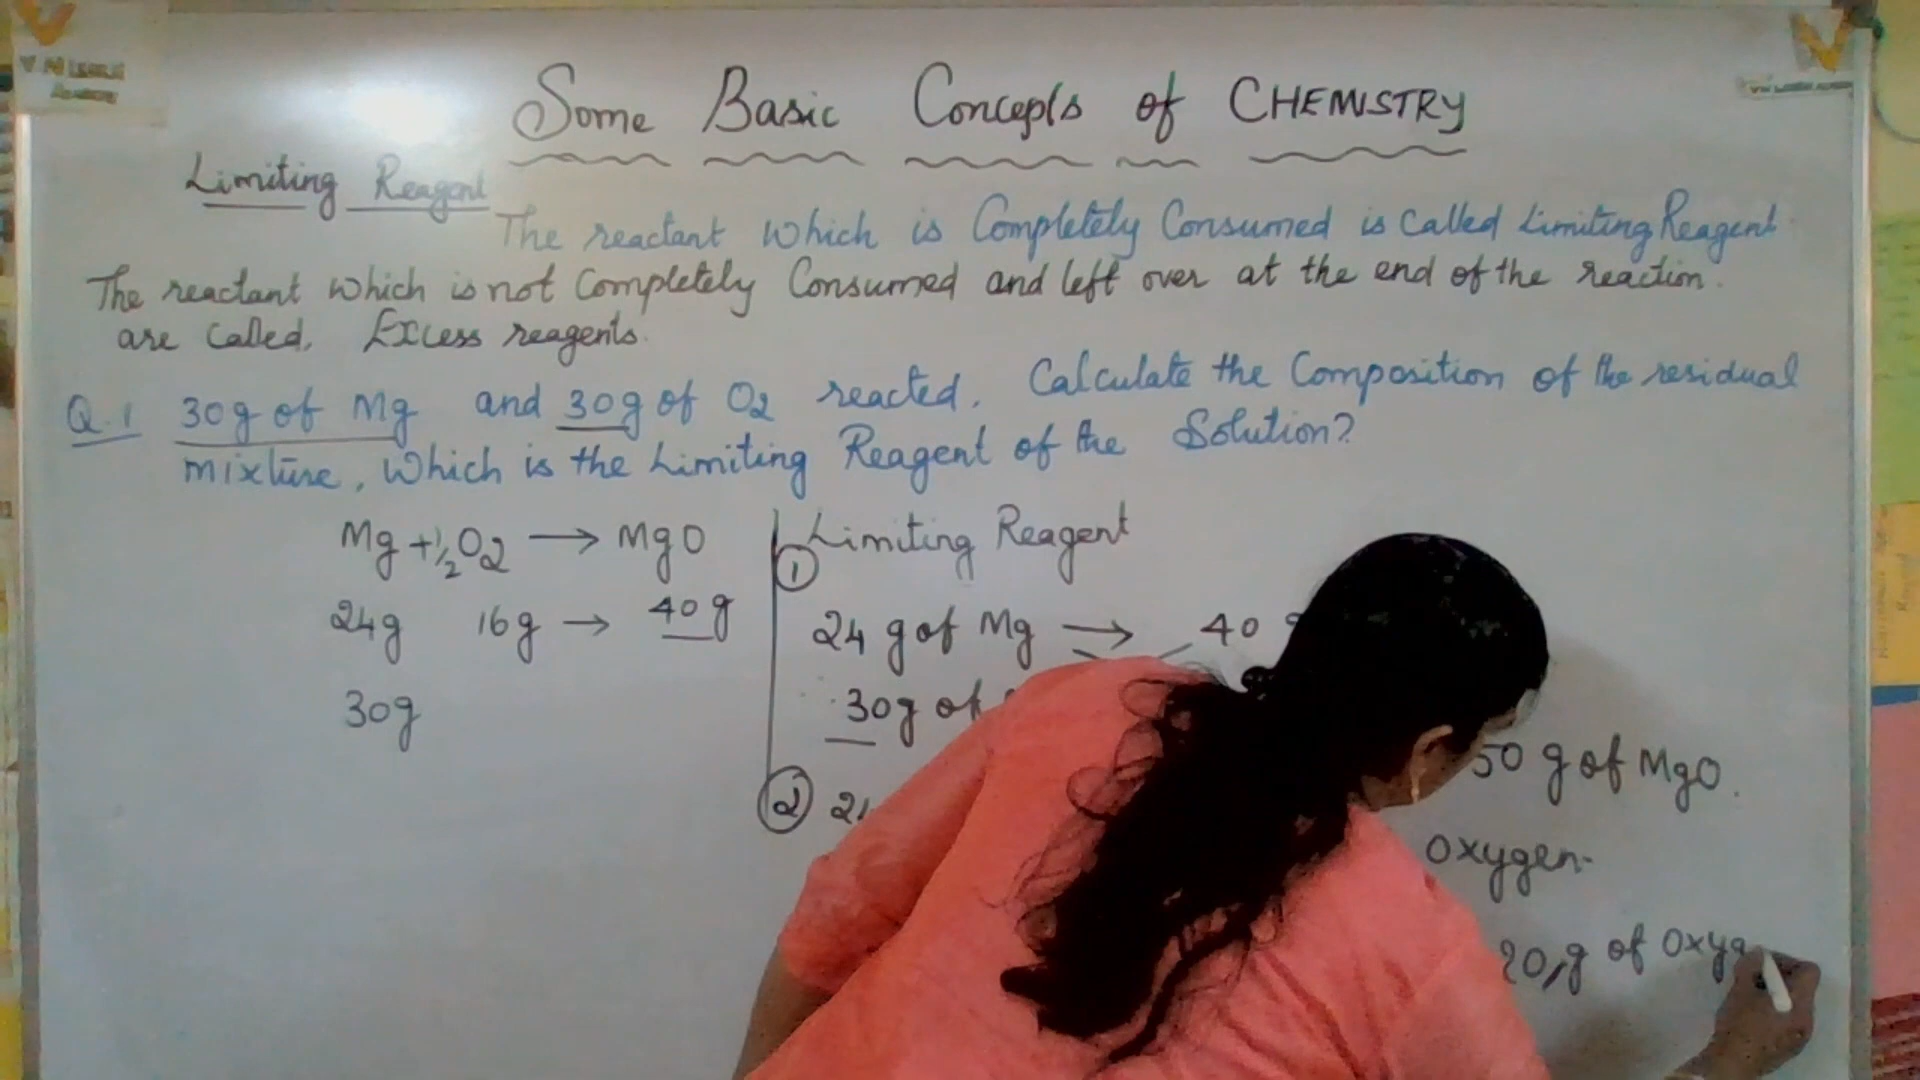 Some Basic Concepts of CHEMISTRY
Limiting Reagent
The reactant which is Completely Consumed is Called Limiting Reagent.
The reactant which is not Completely Consumed and left over at the end of the reaction.
are Called, Excess reagents.
Q.1 30g of Mg and 30g of O2 reacted. Calculate the Composition of the residual
mixture, Which is the Limiting Reagent of the Solution?
Mg + 1/2 O2 → MgO
24g 16g → 40g
30g
Limiting Reagent
① 24 g of Mg → 40 g
30g of
50 g of MgO.
②
Oxygen.
20, g of Oxyg